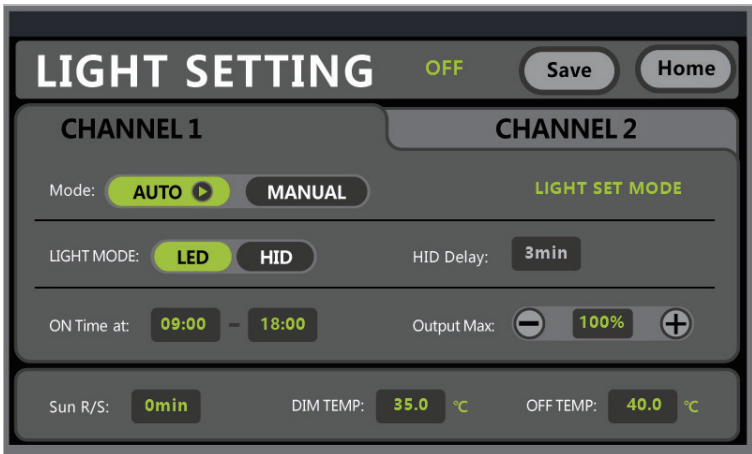 LIGHT SETTING OFF Save Home
CHANNEL 1 CHANNEL 2
Mode: AUTO MANUAL LIGHT SET MODE
LIGHT MODE: LED HID HID Delay: 3min
ON Time at: 09:00 – 18:00 Output Max: − 100% +
Sun R/S: 0min DIM TEMP: 35.0 °C OFF TEMP: 40.0 °C